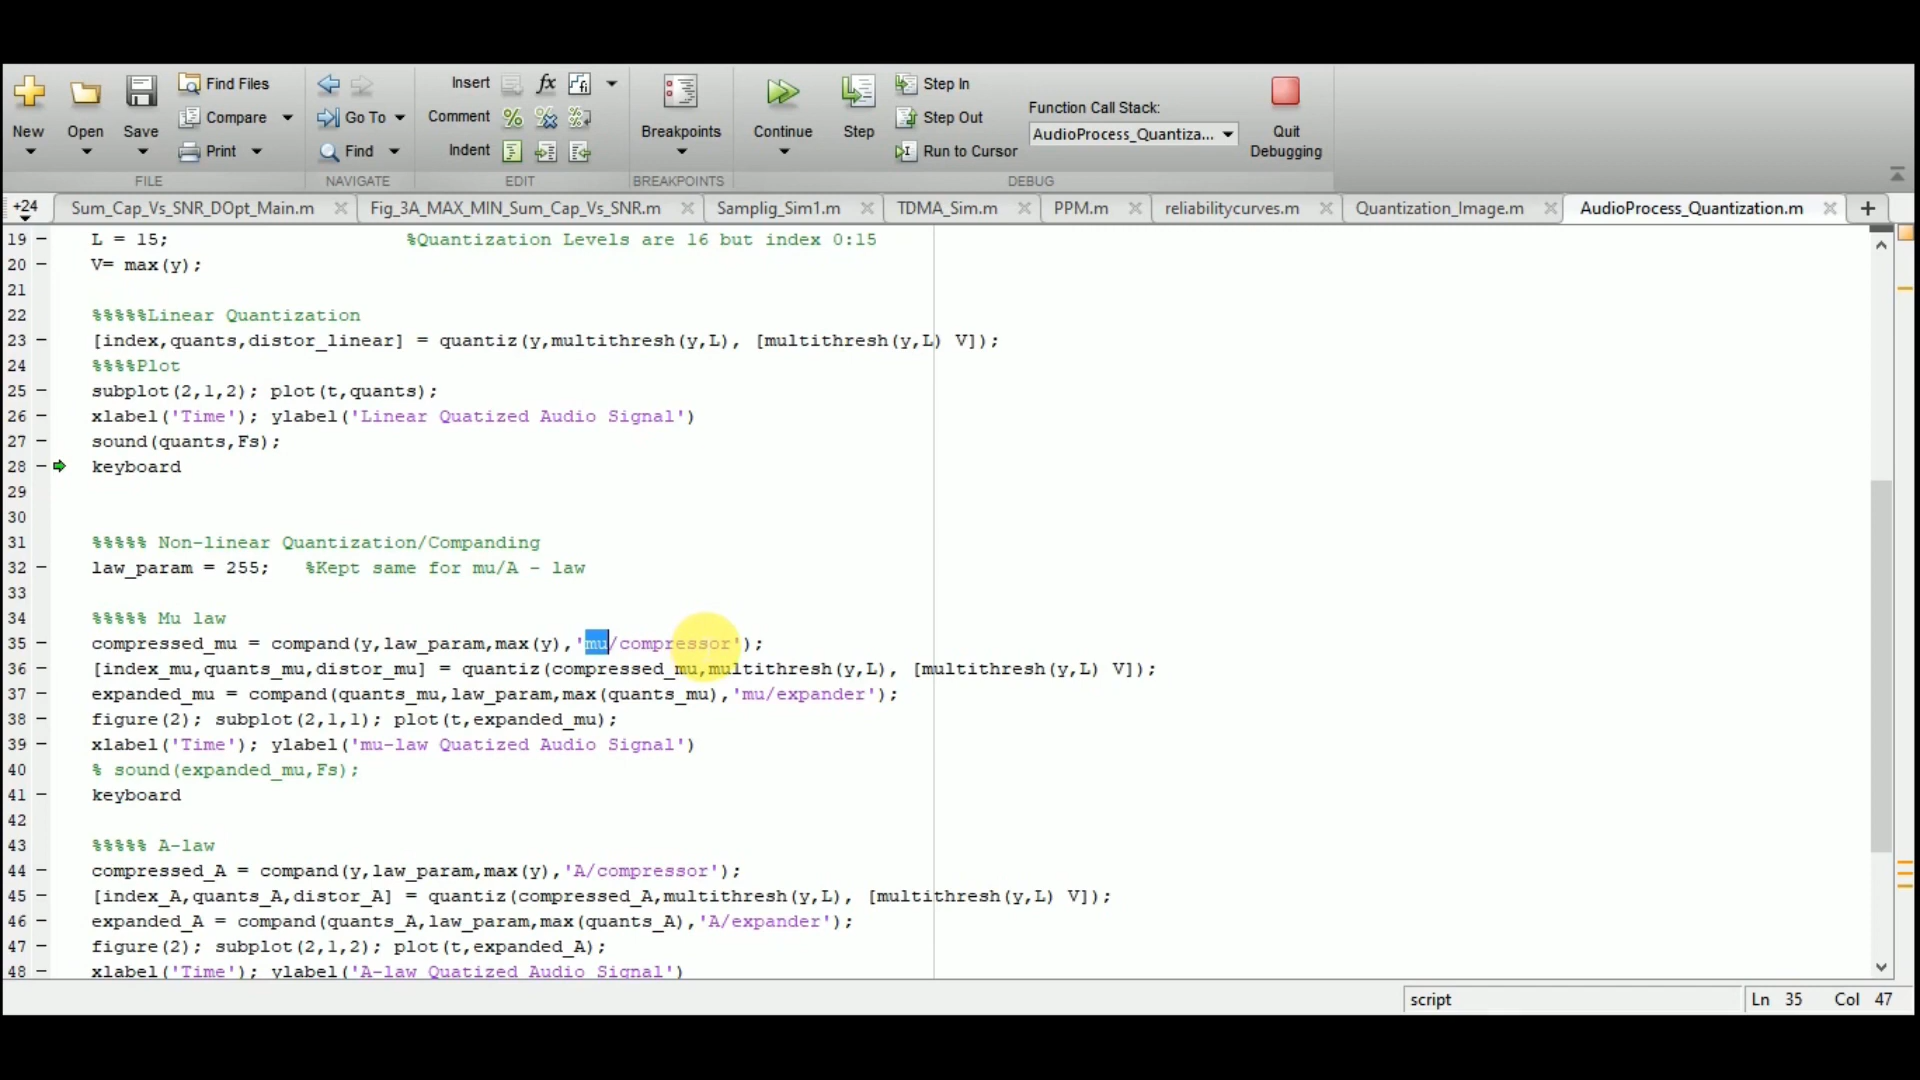 New
Open
Save
Find Files
Compare
Print
FILE
Go To
Find
NAVIGATE
Insert fx
Comment
Indent
EDIT
Breakpoints
BREAKPOINTS
Continue
Step
Step In
Step Out
Run to Cursor
Function Call Stack:
AudioProcess_Quantiza...
Quit
Debugging
DEBUG
+24 Sum_Cap_Vs_SNR_DOpt_Main.m Fig_3A_MAX_MIN_Sum_Cap_Vs_SNR.m Samplig_Sim1.m TDMA_Sim.m PPM.m reliabilitycurves.m Quantization_Image.m AudioProcess_Quantization.m
19 – L = 15; %Quantization Levels are 16 but index 0:15
20 – V= max(y);
21
22 %%%%%Linear Quantization
23 – [index,quants,distor_linear] = quantiz(y,multithresh(y,L), [multithresh(y,L) V]);
24 %%%%Plot
25 – subplot(2,1,2); plot(t,quants);
26 – xlabel('Time'); ylabel('Linear Quatized Audio Signal')
27 – sound(quants,Fs);
28 – keyboard
29
30
31 %%%%% Non-linear Quantization/Companding
32 – law_param = 255; %Kept same for mu/A - law
33
34 %%%%% Mu law
35 – compressed_mu = compand(y,law_param,max(y),'mu/compressor');
36 – [index_mu,quants_mu,distor_mu] = quantiz(compressed_mu,multithresh(y,L), [multithresh(y,L) V]);
37 – expanded_mu = compand(quants_mu,law_param,max(quants_mu),'mu/expander');
38 – figure(2); subplot(2,1,1); plot(t,expanded_mu);
39 – xlabel('Time'); ylabel('mu-law Quatized Audio Signal')
40 % sound(expanded_mu,Fs);
41 – keyboard
42
43 %%%%% A-law
44 – compressed_A = compand(y,law_param,max(y),'A/compressor');
45 – [index_A,quants_A,distor_A] = quantiz(compressed_A,multithresh(y,L), [multithresh(y,L) V]);
46 – expanded_A = compand(quants_A,law_param,max(quants_A),'A/expander');
47 – figure(2); subplot(2,1,2); plot(t,expanded_A);
48 – xlabel('Time'); ylabel('A-law Quatized Audio Signal')
script Ln 35 Col 47